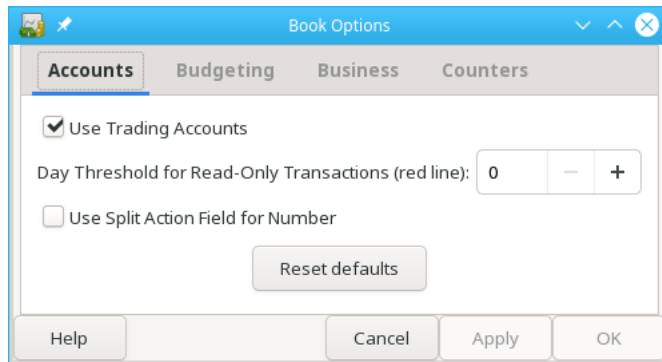 Book Options
Accounts Budgeting Business Counters
Use Trading Accounts
Day Threshold for Read-Only Transactions (red line): 0
Use Split Action Field for Number
Reset defaults
Help Cancel Apply OK